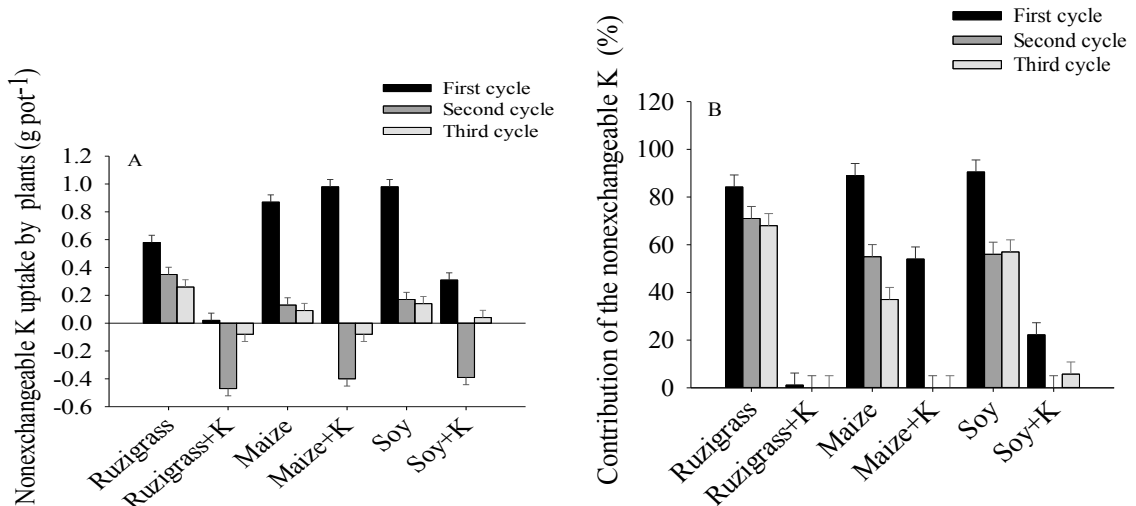 First cycle
Second cycle
Third cycle
A
Nonexchangeable K uptake by plants (g pot-1)
1.2
1.0
0.8
0.6
0.4
0.2
0.0
-0.2
-0.4
-0.6
Ruzigrass
Ruzigrass+K
Maize
Maize+K
Soy
Soy+K
First cycle
Second cycle
Third cycle
B
Contribution of the nonexchangeable K (%)
120
100
80
60
40
20
0
Ruzigrass
Ruzigrass+K
Maize
Maize+K
Soy
Soy+K